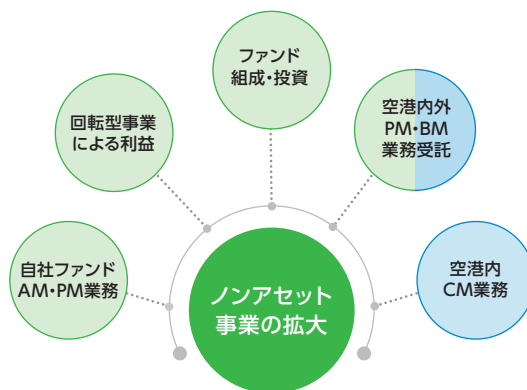 ファンド
組成・投資
回転型事業
による利益
空港内外
PM・BM
業務受託
自社ファンド
AM・PM業務
ノンアセット
事業の拡大
空港内
CM業務